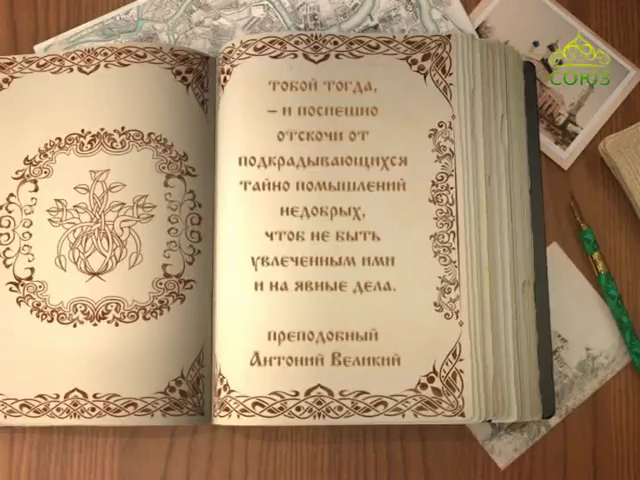 тобой тогда,
– и поспешно
отскочи от
подкрадывающихся
тайно помышлений
недобрых,
чтоб не быть
увлеченным ими
и на явные дела.
преподобный
Антоний Великий
СОЮЗ